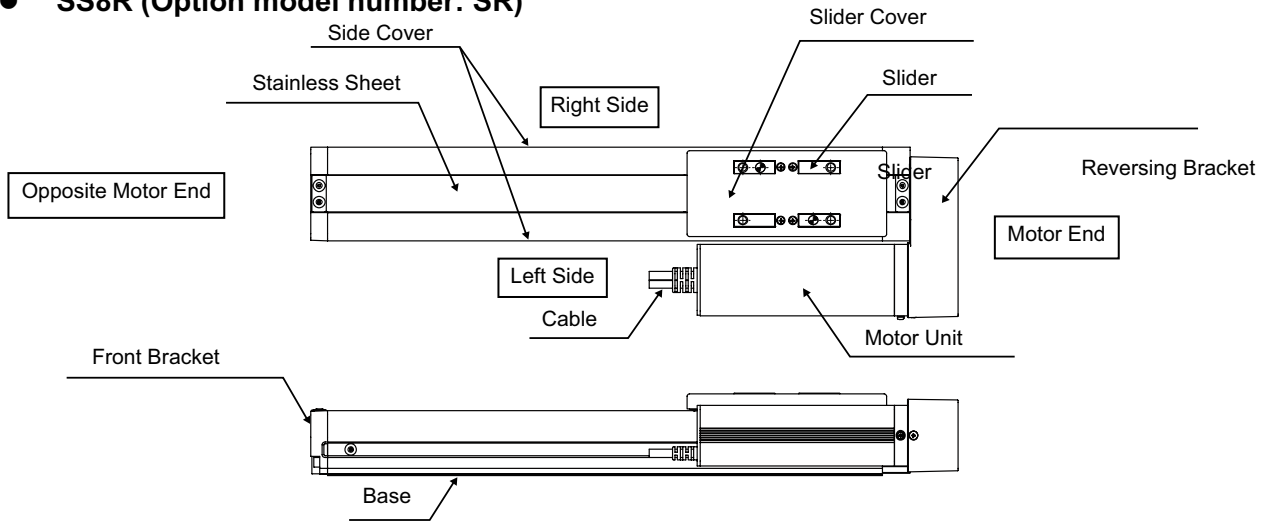 ● SS8R (Option model number: SR)
Slider Cover
Side Cover
Stainless Sheet
Slider
Right Side
Opposite Motor End
Slider
Reversing Bracket
Motor End
Left Side
Cable
Motor Unit
Front Bracket
Base